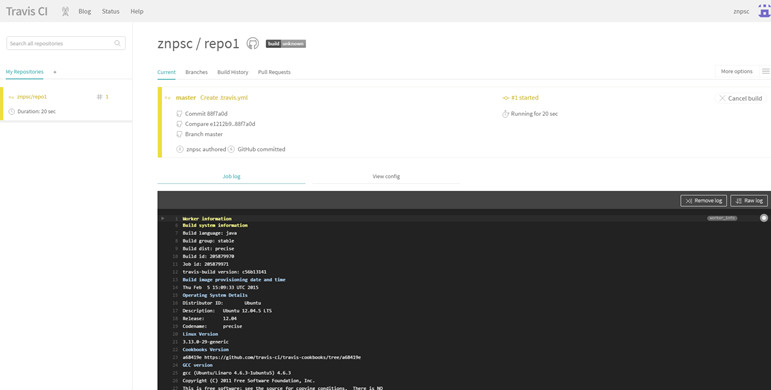 Travis CI
Blog
Status
Help
znpsc
Search all repositories
My Repositories
+
znpsc/repo1
# 1
Duration: 20 sec
znpsc / repo1
build unknown
Current
Branches
Build History
Pull Requests
More options
master Create .travis.yml
#1 started
Cancel build
Commit 88f7a0d
Running for 20 sec
Compare e1212b9..88f7a0d
Branch master
znpsc authored
GitHub committed
Job log
View config
Remove log
Raw log
1 Worker information
worker_info
6 Build system information
7 Build language: java
8 Build group: stable
9 Build dist: precise
10 Build id: 205879970
11 Job id: 205879971
12 travis-build version: c56b13141
13 Build image provisioning date and time
14 Thu Feb 5 15:09:33 UTC 2015
15 Operating System Details
16 Distributor ID: Ubuntu
17 Description: Ubuntu 12.04.5 LTS
18 Release: 12.04
19 Codename: precise
20 Linux Version
21 3.13.0-29-generic
22 Cookbooks Version
23 a68419e https://github.com/travis-ci/travis-cookbooks/tree/a68419e
24 GCC version
25 gcc (Ubuntu/Linaro 4.6.3-1ubuntu5) 4.6.3
26 Copyright (C) 2011 Free Software Foundation, Inc.
27 This is free software; see the source for copying conditions. There is NO